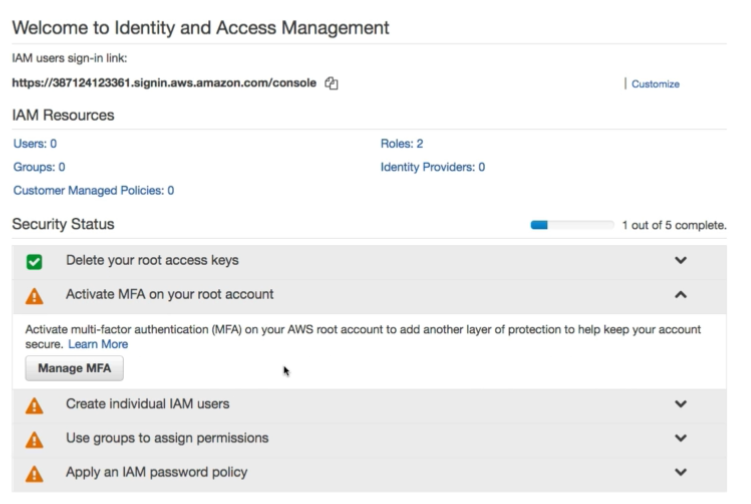 Welcome to Identity and Access Management
IAM users sign-in link:
https://387124123361.signin.aws.amazon.com/console
Customize
IAM Resources
Users: 0
Roles: 2
Groups: 0
Identity Providers: 0
Customer Managed Policies: 0
Security Status
1 out of 5 complete.
Delete your root access keys
Activate MFA on your root account
Activate multi-factor authentication (MFA) on your AWS root account to add another layer of protection to help keep your account
secure. Learn More
Manage MFA
Create individual IAM users
Use groups to assign permissions
Apply an IAM password policy